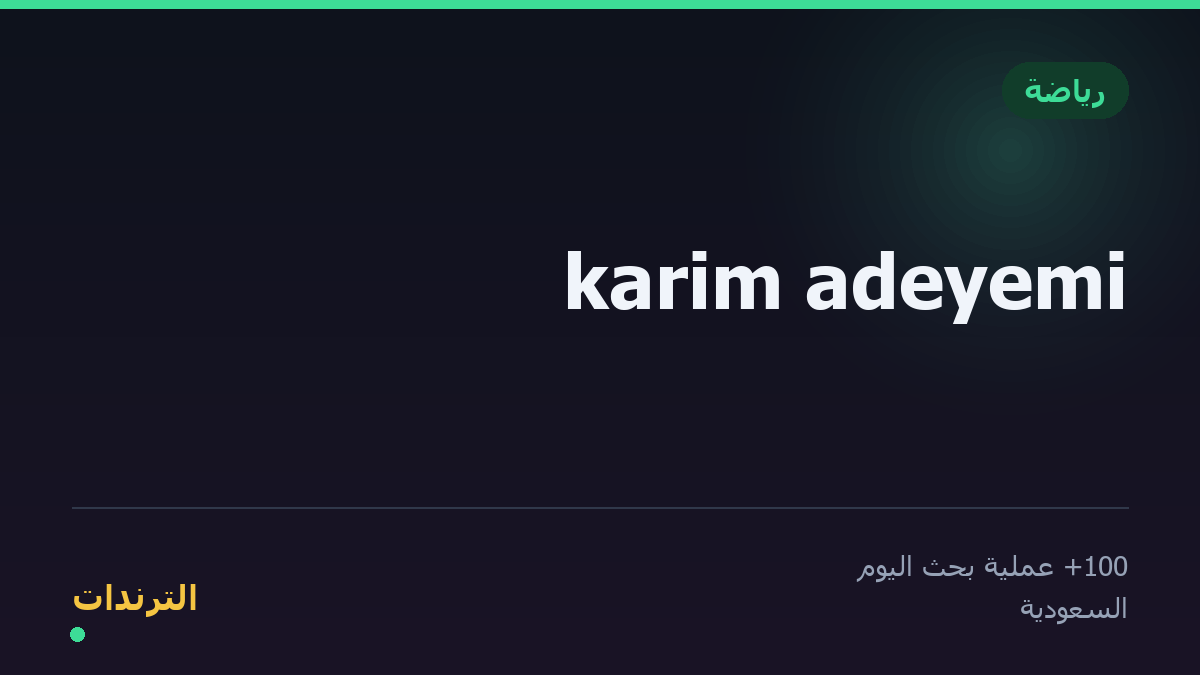 رياضة
karim adeyemi
100+ عملية بحث اليوم
السعودية
الترندات